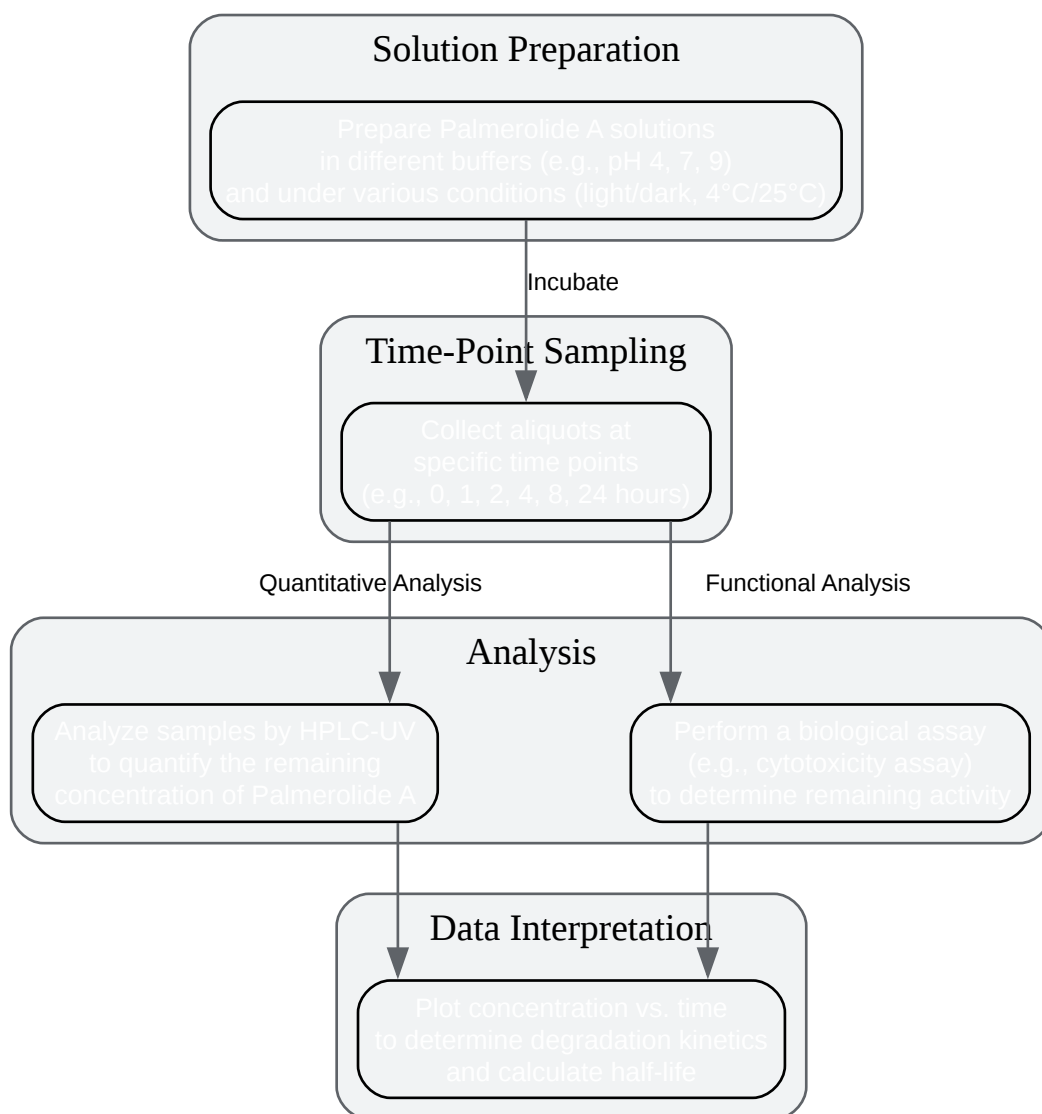 Solution Preparation
Prepare Palmerolide A solutions
in different buffers (e.g., pH 4, 7, 9)
and under various conditions (light/dark, 4°C/25°C)
Incubate
Time-Point Sampling
Collect aliquots at
specific time points
(e.g., 0, 1, 2, 4, 8, 24 hours)
Quantitative Analysis
Functional Analysis
Analysis
Analyze samples by HPLC-UV
to quantify the remaining
concentration of Palmerolide A
Perform a biological assay
(e.g., cytotoxicity assay)
to determine remaining activity
Data Interpretation
Plot concentration vs. time
to determine degradation kinetics
and calculate half-life